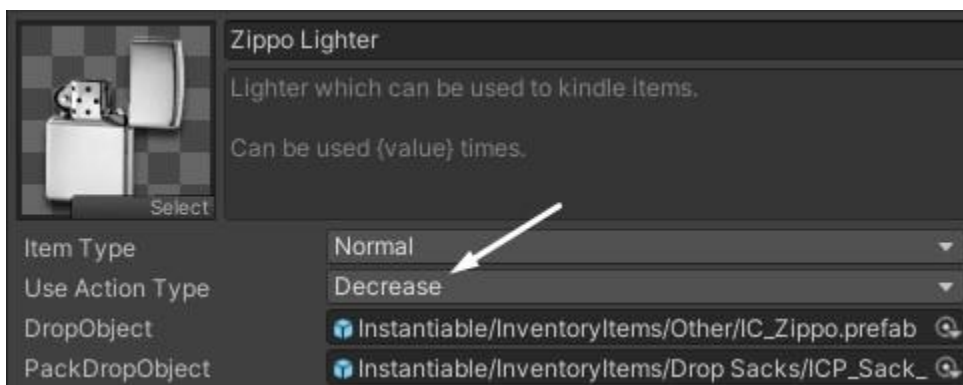 Zippo Lighter
Lighter which can be used to kindle items.
Can be used {value} times.
Select
Item Type Normal
Use Action Type Decrease
DropObject Instantiable/InventoryItems/Other/IC_Zippo.prefab
PackDropObject Instantiable/InventoryItems/Drop Sacks/ICP_Sack_